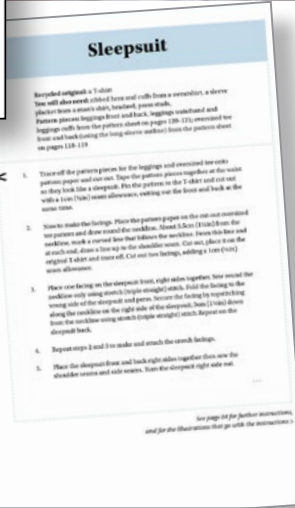 Sleepsuit
Recycled original: a T-shirt
You will also need: ribbed hem and cuffs from a sweatshirt, a sleeve
placket from a man's shirt, brushed, press studs.
Pattern pieces: leggings front and back, leggings waistband and
leggings cuffs from the pattern sheet on pages 120–121; oversized tee
front and back (using the long-sleeve outline) from the pattern sheet
on pages 118–119
1. Trace off the pattern pieces for the leggings and oversized tee onto
pattern paper and cut out. Tape the pattern pieces together at the waist
so they look like a sleepsuit. Pin the pattern to the T-shirt and cut out
with a 1cm (½in) seam allowance, cutting out the front and back at the
same time.
2. Now to make the facings. Place the pattern paper on the cut-out oversized
tee pattern and draw round the neckline. About 3.5cm (1½in) from the
neckline, mark a curved line that follows the neckline. From this line and
at each end, draw a line up to the shoulder seam. Cut out, place it on the
original T-shirt and trace off. Cut out two facings, adding a 1cm (½in)
seam allowance.
3. Place one facing on the sleepsuit front, right sides together. Sew round the
neckline only using stretch (triple straight) stitch. Fold the facing to the
wrong side of the sleepsuit and press. Secure the facing by topstitching
along the neckline on the right side of the sleepsuit, 3cm (1¼in) down
from the neckline using stretch (triple straight) stitch. Repeat on the
sleepsuit back.
4. Repeat steps 2 and 3 to make and attach the crotch facings.
5. Place the sleepsuit front and back right sides together then sew the
shoulder seams and side seams. Turn the sleepsuit right side out.
See page 64 for further instructions,
and for the illustrations that go with the instructions >